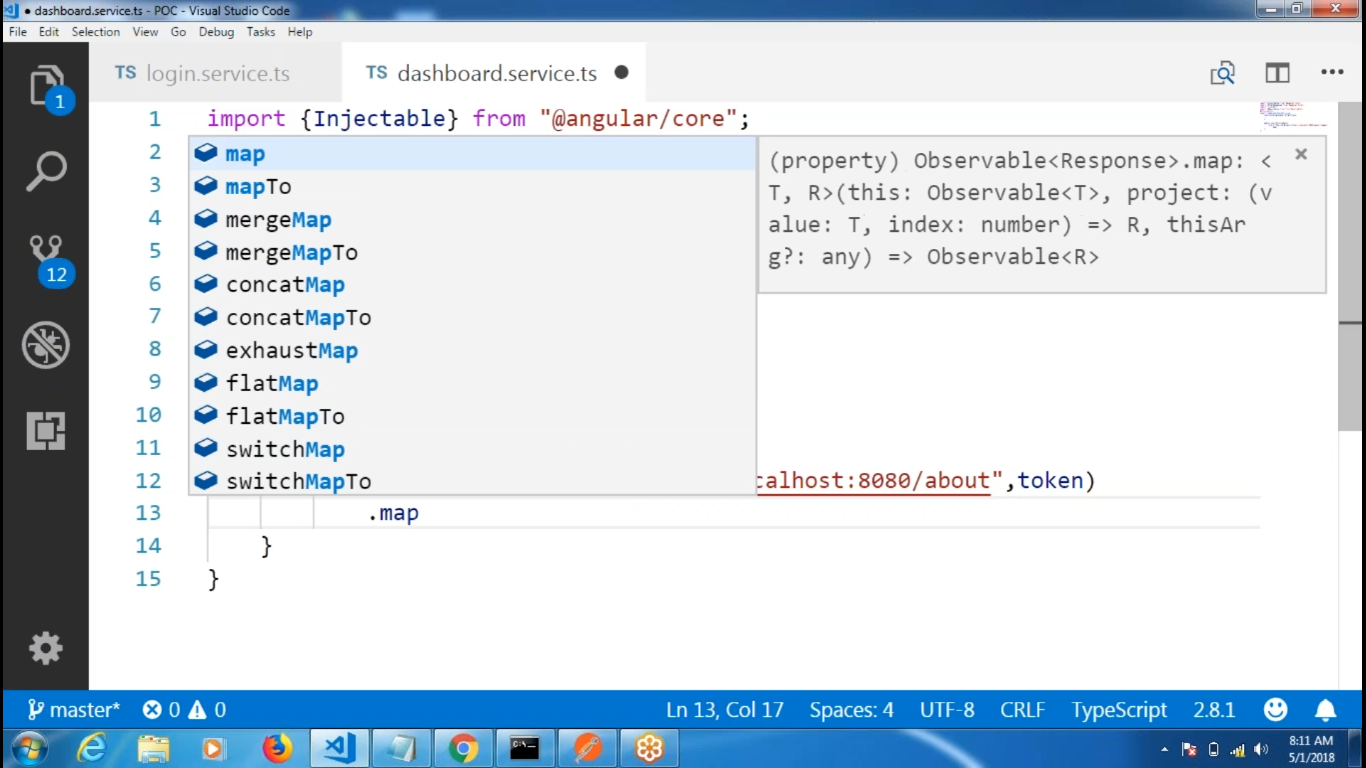 • dashboard.service.ts - POC - Visual Studio Code
File Edit Selection View Go Debug Tasks Help
TS login.service.ts TS dashboard.service.ts ●
1 import {Injectable} from "@angular/core";
1
2 map
3 mapTo
4 mergeMap
5 mergeMapTo
6 concatMap
7 concatMapTo
8 exhaustMap
9 flatMap
10 flatMapTo
11 switchMap
12 switchMapTo
(property) Observable<Response>.map: <
T, R>(this: Observable<T>, project: (v
alue: T, index: number) => R, thisAr
g?: any) => Observable<R>
12
calhost:8080/about",token)
13 .map
14 }
15 }
master* 0 0 Ln 13, Col 17 Spaces: 4 UTF-8 CRLF TypeScript 2.8.1
C:\_
8:11 AM
5/1/2018